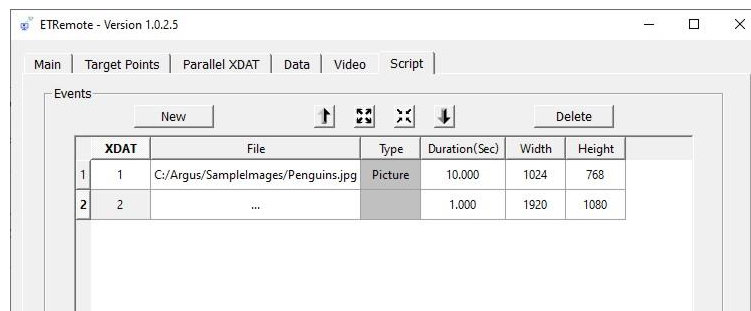 ETRemote - Version 1.0.2.5
Main Target Points Parallel XDAT Data Video Script
Events
New Delete
XDAT File Type Duration(Sec) Width Height
1 1 C:/Argus/SampleImages/Penguins.jpg Picture 10.000 1024 768
2 2 ... 1.000 1920 1080